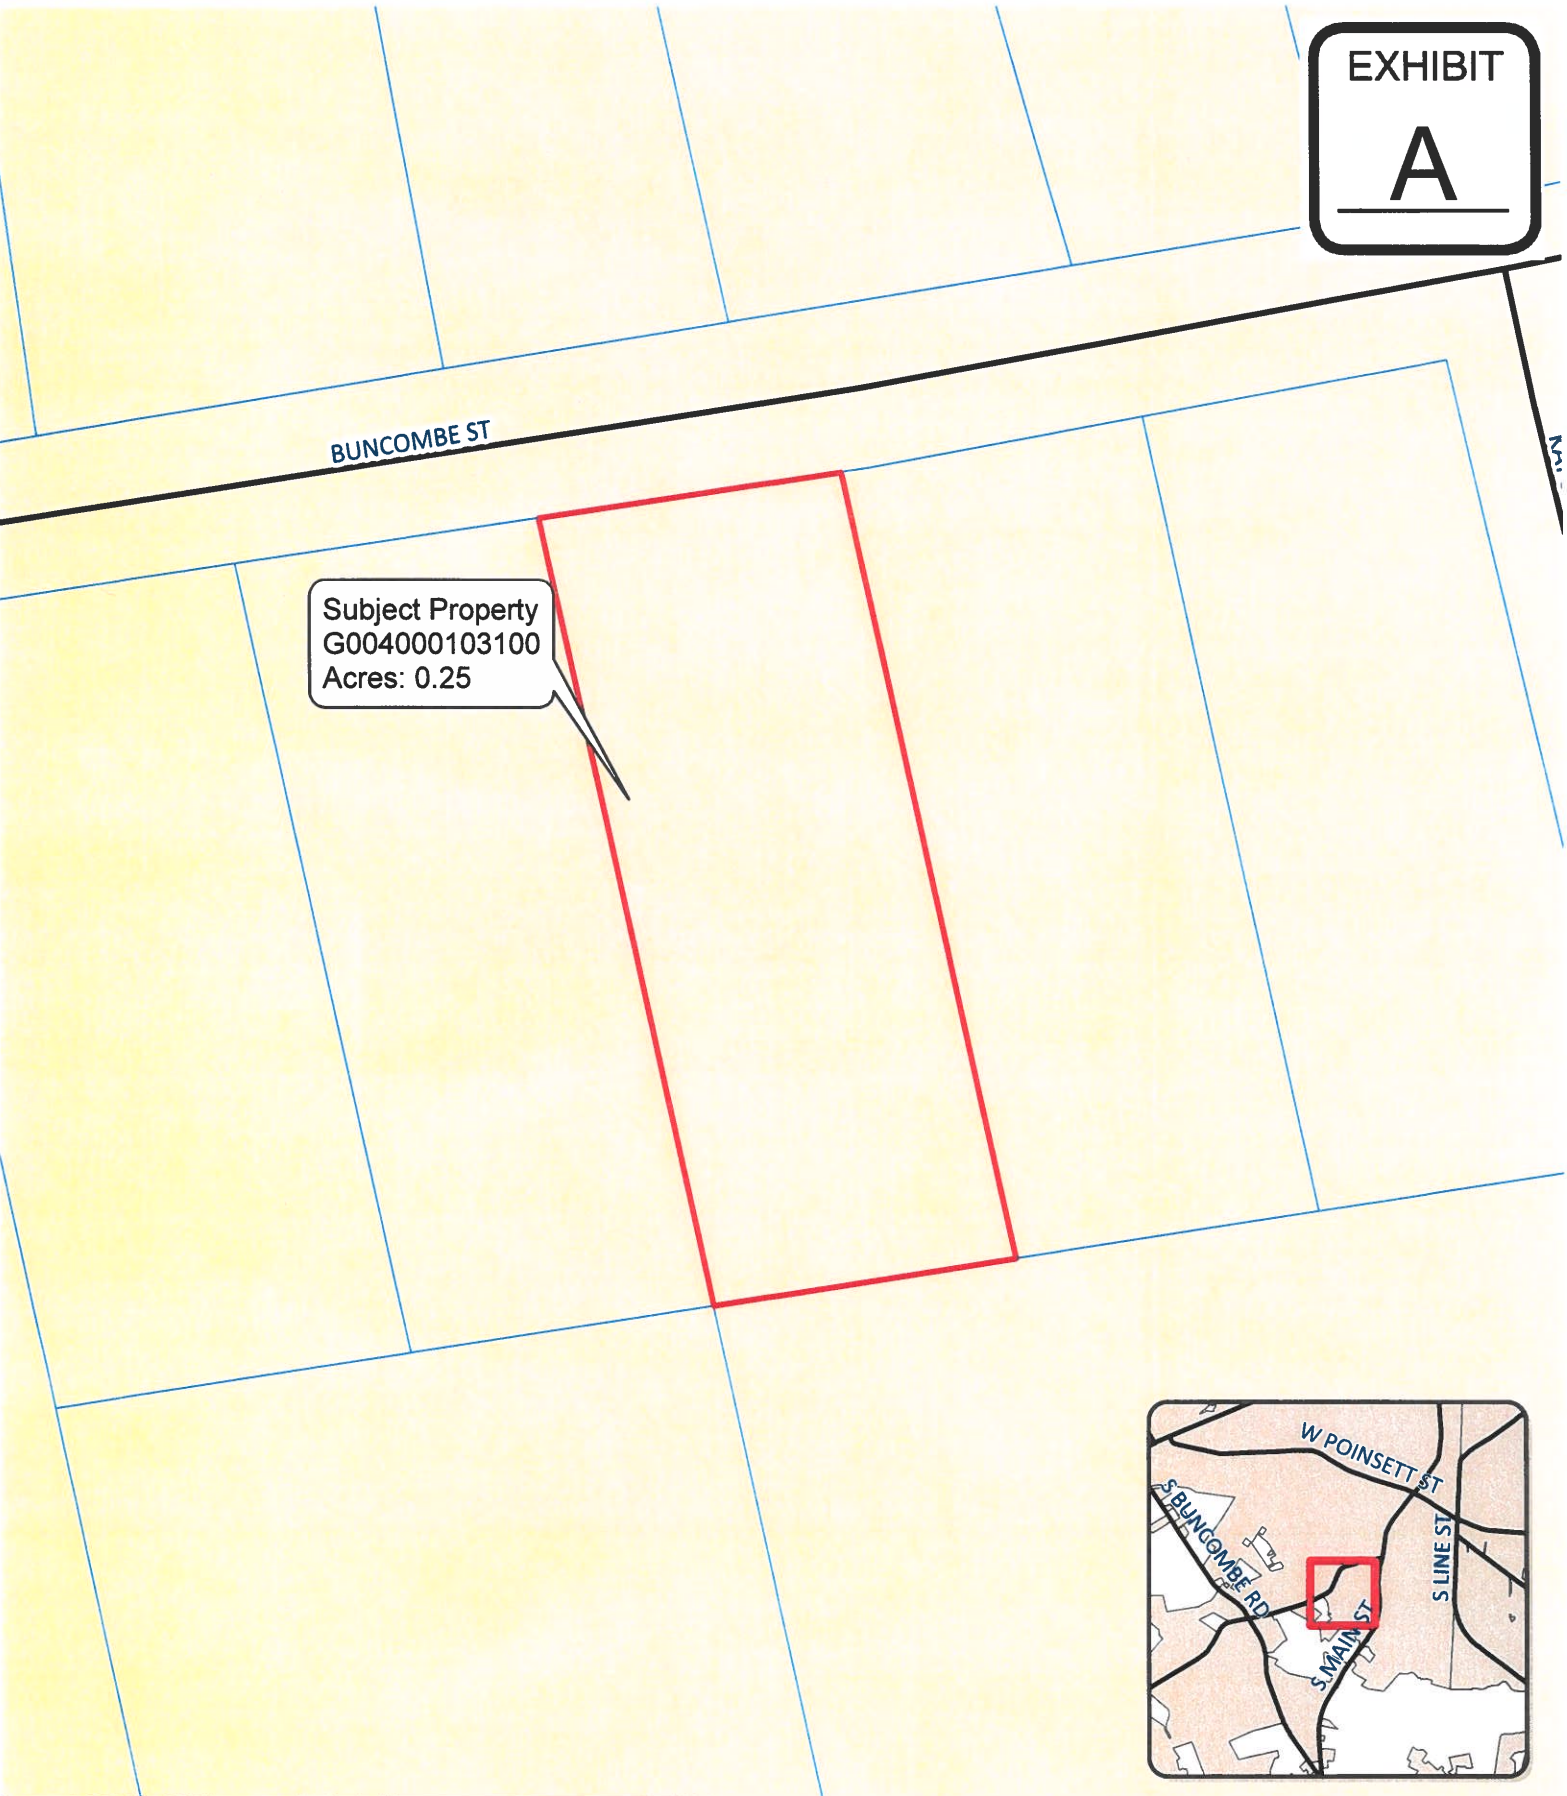 EXHIBIT
A
BUNCOMBE ST
Subject Property
G004000103100
Acres: 0.25
W POINSETT ST
S BUNCOMBE RD
S LINE ST
S MAIN ST